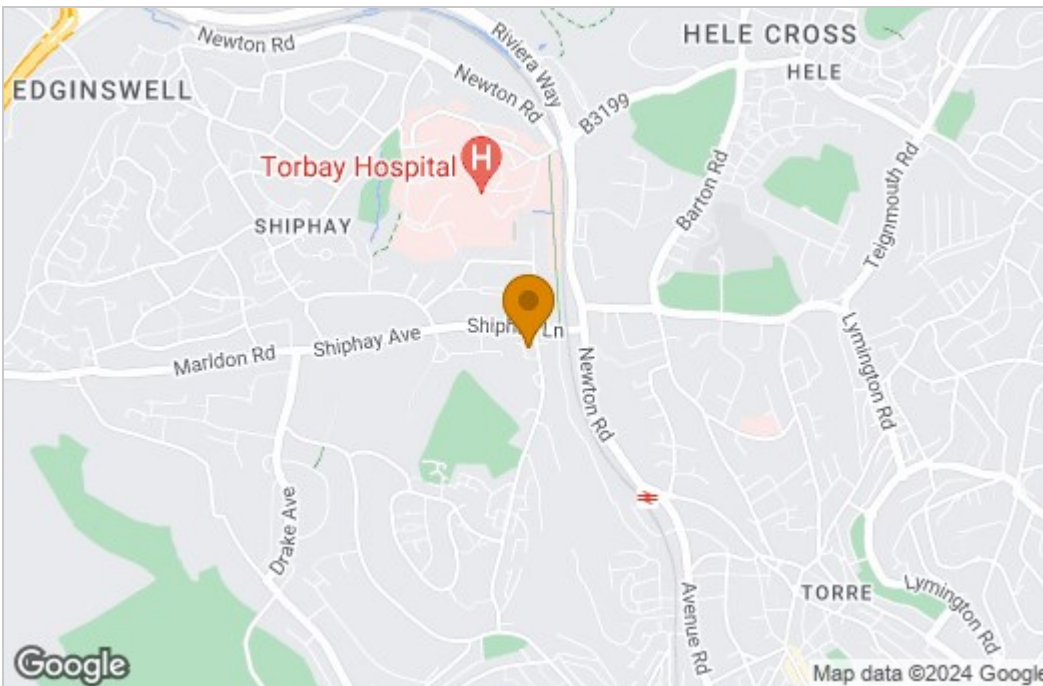 Newton Rd
Riviera Way
HELE CROSS
HELE
EDGINSWELL
Newton Rd
B3199
Torbay Hospital
H
Barton Rd
Teignmouth Rd
SHIPHAY
Ln
Shiphay Ave
Marldon Rd
Newton Rd
Lymington Rd
Drake Ave
Avenue Rd
TORRE
Lymington Rd
Google
Map data ©2024 Google